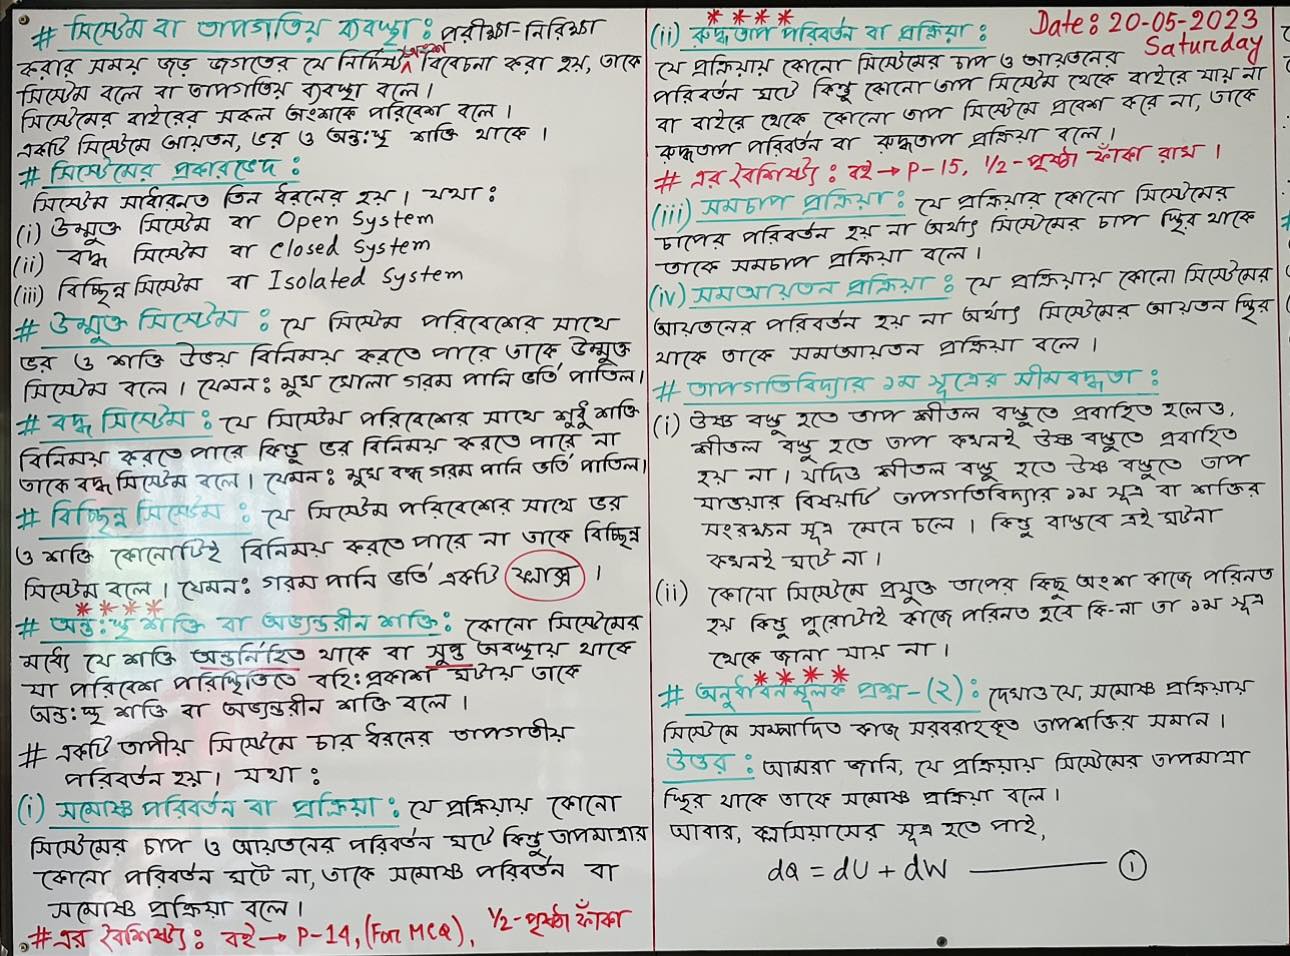 # সিস্টেম বা তাপগতিয় ব্যবস্থা : পরীক্ষা-নিরিক্ষা
করার সময় জড় জগতের যে নির্দিষ্ট অংশ বিবেচনা করা হয়, তাকে
সিস্টেম বলে বা তাপগতিয় ব্যবস্থা বলে।
সিস্টেমের বাইরের সকল অংশকে পরিবেশ বলে।
একটি সিস্টেমে আয়তন, ভর ও অন্ত:স্থ শক্তি থাকে।
# সিস্টেমের প্রকারভেদ :
সিস্টেম সাধারনত তিন ধরনের হয়। যথা :
(i) উন্মুক্ত সিস্টেম বা Open System
(ii) বদ্ধ সিস্টেম বা Closed System
(iii) বিচ্ছিন্ন সিস্টেম বা Isolated System
# উন্মুক্ত সিস্টেম : যে সিস্টেম পরিবেশের সাথে
ভর ও শক্তি উভয় বিনিময় করতে পারে তাকে উন্মুক্ত
সিস্টেম বলে। যেমন: মুখ খোলা গরম পানি ভর্তি পাতিল।
# বদ্ধ সিস্টেম : যে সিস্টেম পরিবেশের সাথে শুধু শক্তি
বিনিময় করতে পারে কিন্তু ভর বিনিময় করতে পারে না
তাকে বদ্ধ সিস্টেম বলে। যেমন : মুখ বন্ধ গরম পানি ভর্তি পাতিল।
# বিচ্ছিন্ন সিস্টেম : যে সিস্টেম পরিবেশের সাথে ভর
ও শক্তি কোনোটিই বিনিময় করতে পারে না তাকে বিচ্ছিন্ন
সিস্টেম বলে। যেমন: গরম পানি ভর্তি একটি ফ্লাক্স।
* * * *
# অন্ত:স্থ শক্তি বা অভ্যন্তরীন শক্তি : কোনো সিস্টেমের
মধ্যে যে শক্তি অন্তর্নিহিত থাকে বা সুপ্ত অবস্থায় থাকে
যা পরিবেশ পরিস্থিতিতে বহি:প্রকাশ ঘটায় তাকে
অন্ত:স্থ শক্তি বা অভ্যন্তরীন শক্তি বলে।
# একটি তাপীয় সিস্টেমে চার ধরনের তাপগতীয়
পরিবর্তন হয়। যথা :
(i) সমোষ্ণ পরিবর্তন বা প্রক্রিয়া : যে প্রক্রিয়ায় কোনো
সিস্টেমের চাপ ও আয়তনের পরিবর্তন ঘটে কিন্তু তাপমাত্রার
কোনো পরিবর্তন ঘটে না, তাকে সমোষ্ণ পরিবর্তন বা
সমোষ্ণ প্রক্রিয়া বলে।
# এর বৈশিষ্ট্য : বই → P-14, (For MCQ), 1/2-পৃষ্ঠা ফাঁকা
* * * *
(ii) রুদ্ধতাপ পরিবর্তন বা প্রক্রিয়া :
Date: 20-05-2023
Saturday
যে প্রক্রিয়ায় কোনো সিস্টেমের চাপ ও আয়তনের
পরিবর্তন ঘটে কিন্তু কোনো তাপ সিস্টেম থেকে বাইরে যায় না
বা বাইরে থেকে কোনো তাপ সিস্টেমে প্রবেশ করে না, তাকে
রুদ্ধতাপ পরিবর্তন বা রুদ্ধতাপ প্রক্রিয়া বলে।
# এর বৈশিষ্ট্য : বই → P-15, 1/2-পৃষ্ঠা ফাঁকা রাখ।
(iii) সমচাপ প্রক্রিয়া : যে প্রক্রিয়ার কোনো সিস্টেমের
চাপের পরিবর্তন হয় না অর্থাৎ সিস্টেমের চাপ স্থির থাকে
তাকে সমচাপ প্রক্রিয়া বলে।
(iv) সমআয়তন প্রক্রিয়া : যে প্রক্রিয়ায় কোনো সিস্টেমের
আয়তনের পরিবর্তন হয় না অর্থাৎ সিস্টেমের আয়তন স্থির
থাকে তাকে সমআয়তন প্রক্রিয়া বলে।
# তাপগতিবিদ্যার ১ম সূত্রের সীমবদ্ধতা :
(i) উষ্ণ বস্তু হতে তাপ শীতল বস্তুতে প্রবাহিত হলেও,
শীতল বস্তু হতে তাপ কখনই উষ্ণ বস্তুতে প্রবাহিত
হয় না। যদিও শীতল বস্তু হতে উষ্ণ বস্তুতে তাপ
যাওয়ার বিষয়টি তাপগতিবিদ্যার ১ম সূত্র বা শক্তির
সংরক্ষন সূত্র মেনে চলে। কিন্তু বাস্তবে এই ঘটনা
কখনই ঘটে না।
(ii) কোনো সিস্টেমে প্রযুক্ত তাপের কিছু অংশ কাজে পরিনত
হয় কিন্তু পুরোটাই কাজে পরিনত হবে কি-না তা ১ম সূত্র
থেকে জানা যায় না।
* * * *
# অনুধাবনমূলক প্রশ্ন-(২) : দেখাও যে, সমোষ্ণ প্রক্রিয়ায়
সিস্টেমে সম্পাদিত কাজ সরবরাহকৃত তাপশক্তির সমান।
উত্তর : আমরা জানি, যে প্রক্রিয়ায় সিস্টেমের তাপমাত্রা
স্থির থাকে তাকে সমোষ্ণ প্রক্রিয়া বলে।
আবার, ক্লসিয়াসের সূত্র হতে পাই,
dQ = dU + dW ——— ①